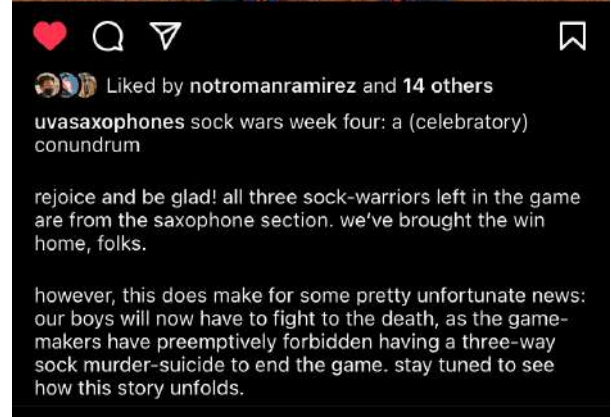 Liked by notromanramirez and 14 others
uvasaxophones sock wars week four: a (celebratory)
conundrum
rejoice and be glad! all three sock-warriors left in the game
are from the saxophone section. we've brought the win
home, folks.
however, this does make for some pretty unfortunate news:
our boys will now have to fight to the death, as the game-
makers have preemptively forbidden having a three-way
sock murder-suicide to end the game. stay tuned to see
how this story unfolds.